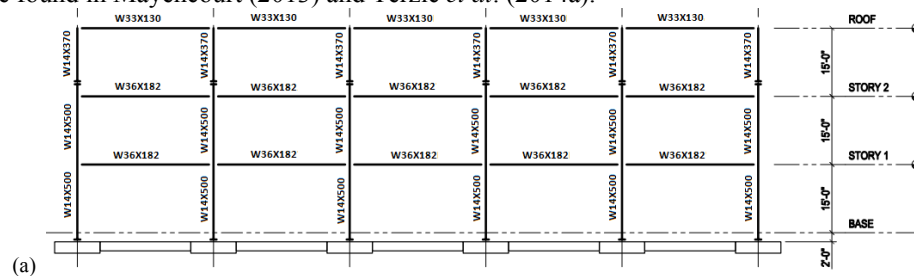 e found in Mayencourt (2013) and Terzic et al. (2014a).
W33X130 W33X130 W33X130 W33X130 W33X130 ROOF
W14X370 W14X370 W14X370 W14X370 W14X370 W14X370 15'-0"
W36X182 W36X182 W36X182 W36X182 W36X182 STORY 2
W14X500 W14X500 W14X500 W14X500 W14X500 W14X500 15'-0"
W36X182 W36X182 W36X182 W36X182 W36X182 STORY 1
W14X500 W14X500 W14X500 W14X500 W14X500 W14X500 15'-0"
BASE
2'-0"
(a)